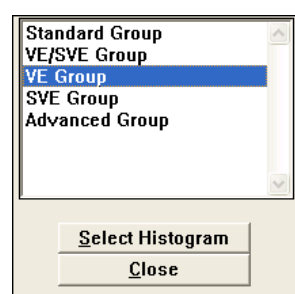 Standard Group
VE/SVE Group
VE Group
SVE Group
Advanced Group
Select Histogram
Close